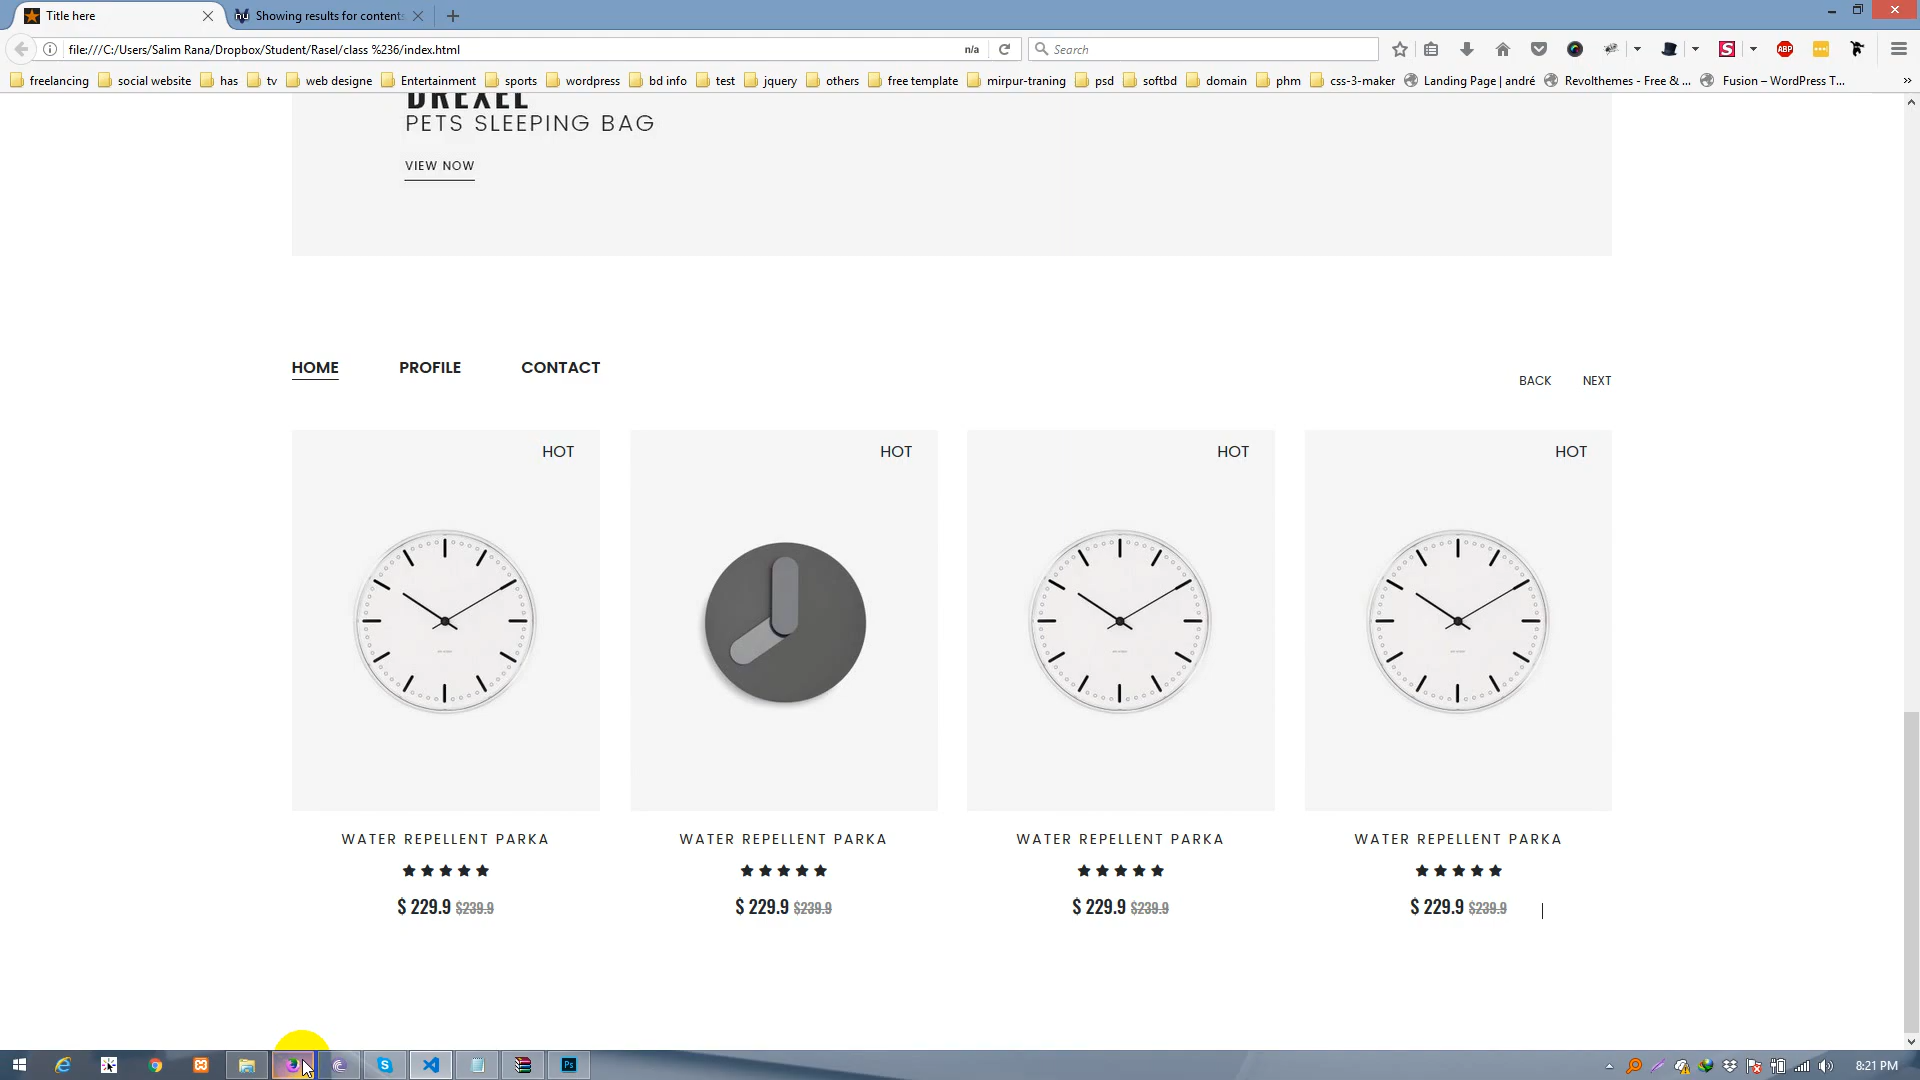 Title here
Showing results for contents
file:///C:/Users/Salim Rana/Dropbox/Student/Rasel/class %236/index.html
n/a
Search
ABP
freelancing
social website
has
tv
web designe
Entertainment
sports
wordpress
bd info
test
jquery
others
free template
mirpur-traning
psd
softbd
domain
phm
css-3-maker
Landing Page | andré
Revolthemes - Free & ...
Fusion – WordPress T...
DREXEL
PETS SLEEPING BAG
VIEW NOW
HOME PROFILE CONTACT
BACK NEXT
HOT HOT HOT HOT
WATER REPELLENT PARKA WATER REPELLENT PARKA WATER REPELLENT PARKA WATER REPELLENT PARKA
$ 229.9 $239.9 $ 229.9 $239.9 $ 229.9 $239.9 $ 229.9 $239.9
Ps
8:21 PM